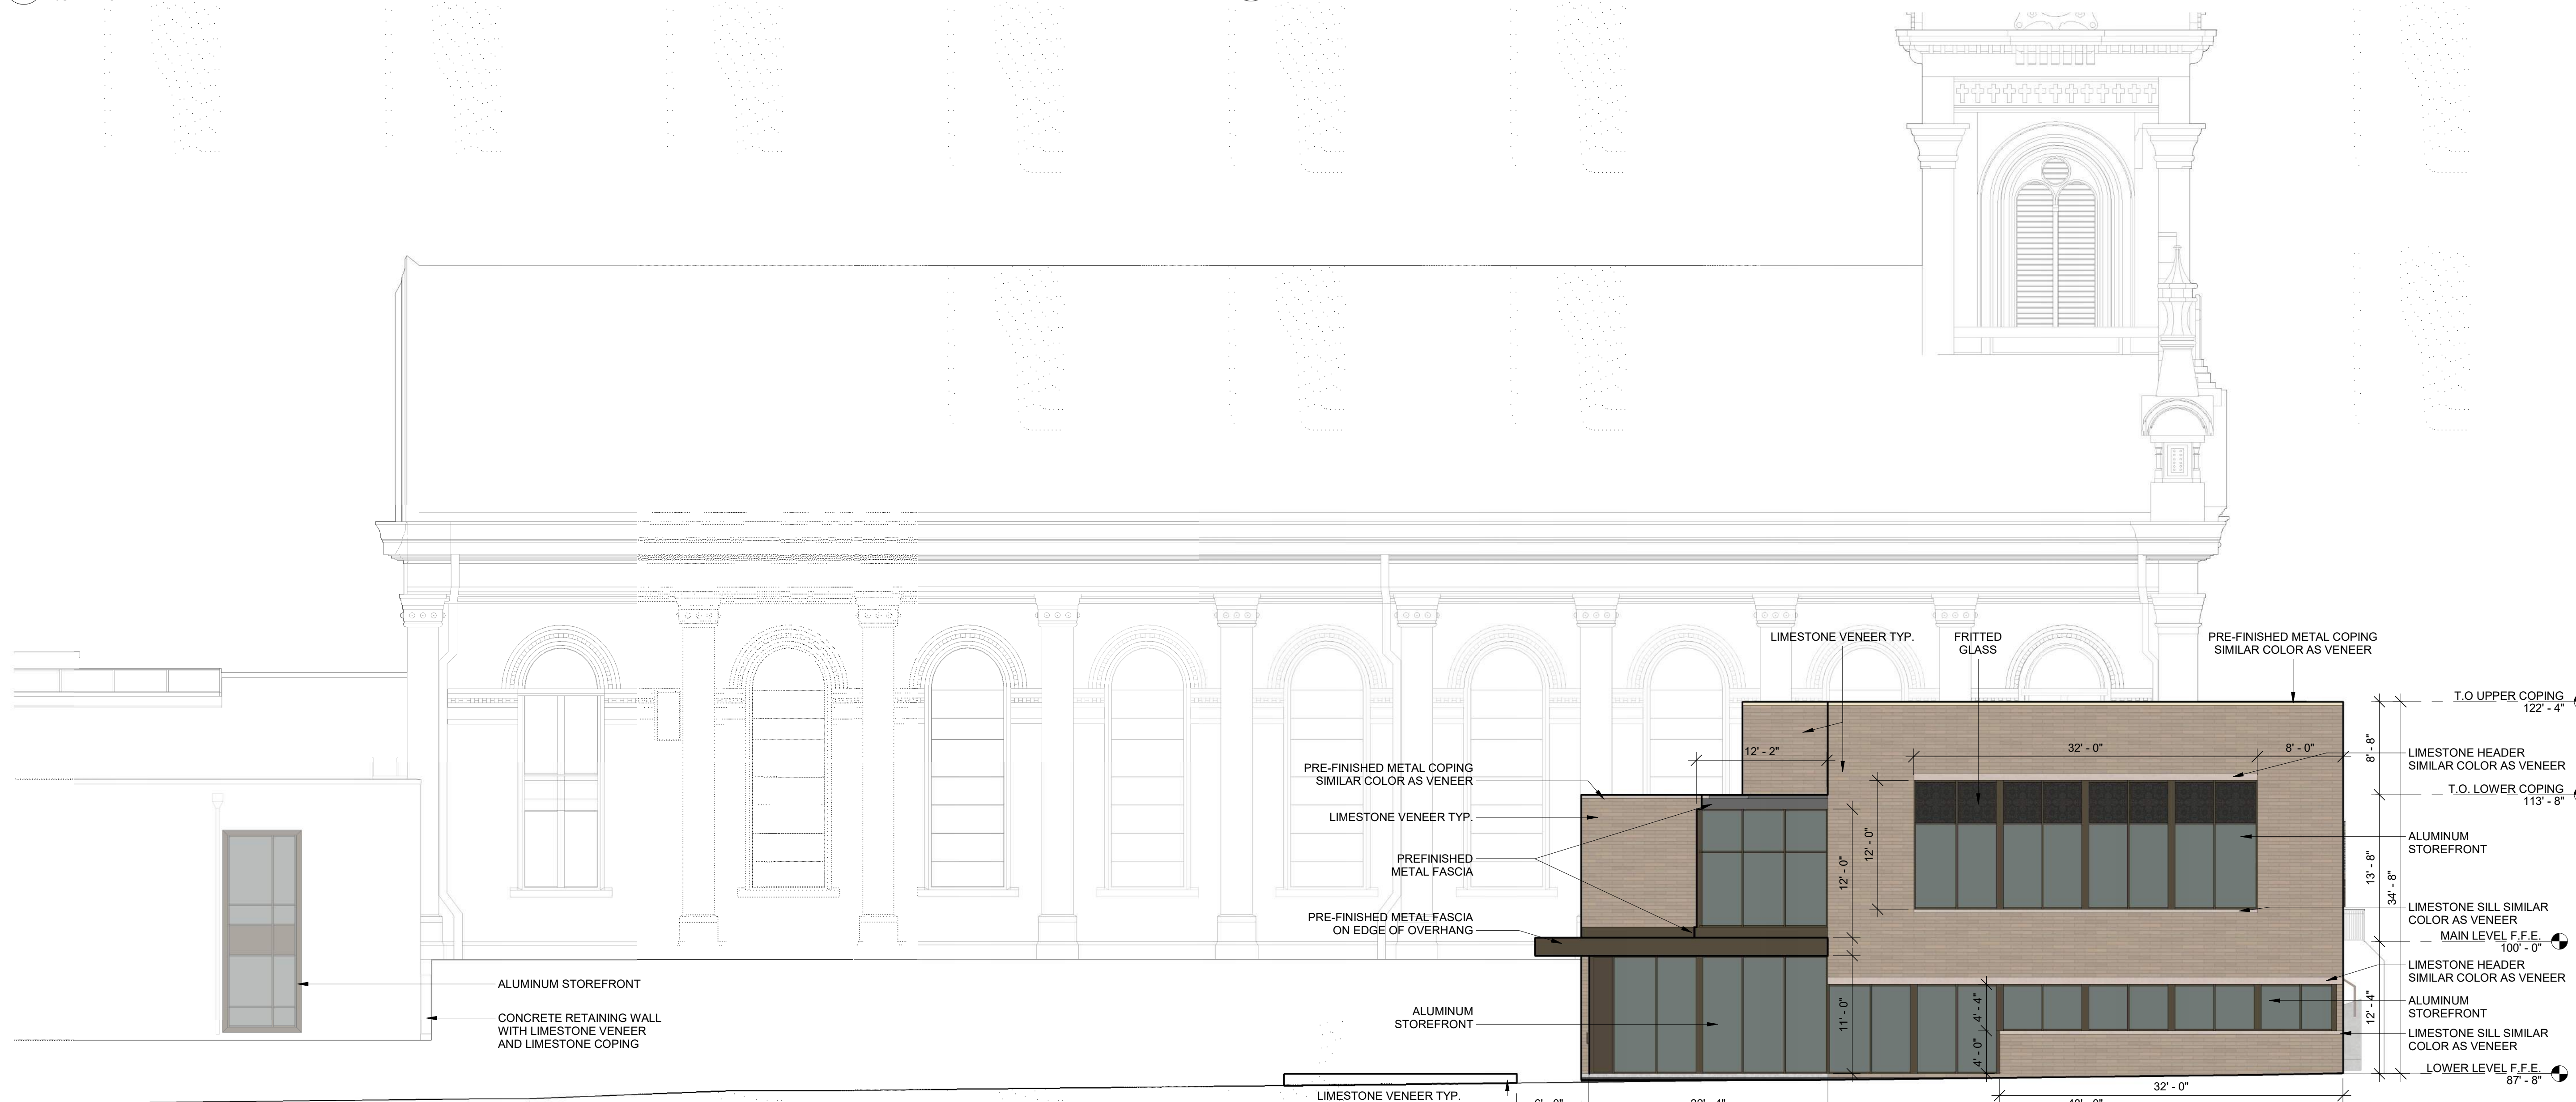 LIMESTONE VENEER TYP.
FRITTED
GLASS
PRE-FINISHED METAL COPING
SIMILAR COLOR AS VENEER
T.O UPPER COPING
122' - 4"
12' - 2"
32' - 0"
8' - 0"
8' - 8"
PRE-FINISHED METAL COPING
SIMILAR COLOR AS VENEER
LIMESTONE HEADER
SIMILAR COLOR AS VENEER
T.O. LOWER COPING
113' - 8"
LIMESTONE VENEER TYP.
12' - 0"
12' - 0"
ALUMINUM
STOREFRONT
PREFINISHED
METAL FASCIA
13' - 8"
34' - 8"
PRE-FINISHED METAL FASCIA
ON EDGE OF OVERHANG
LIMESTONE SILL SIMILAR
COLOR AS VENEER
MAIN LEVEL F.F.E.
100' - 0"
LIMESTONE HEADER
SIMILAR COLOR AS VENEER
ALUMINUM STOREFRONT
ALUMINUM
STOREFRONT
CONCRETE RETAINING WALL
WITH LIMESTONE VENEER
AND LIMESTONE COPING
ALUMINUM
STOREFRONT
11' - 0"
4' - 4"
4' - 0"
12' - 4"
LIMESTONE SILL SIMILAR
COLOR AS VENEER
LOWER LEVEL F.F.E.
87' - 8"
32' - 0"
LIMESTONE VENEER TYP.